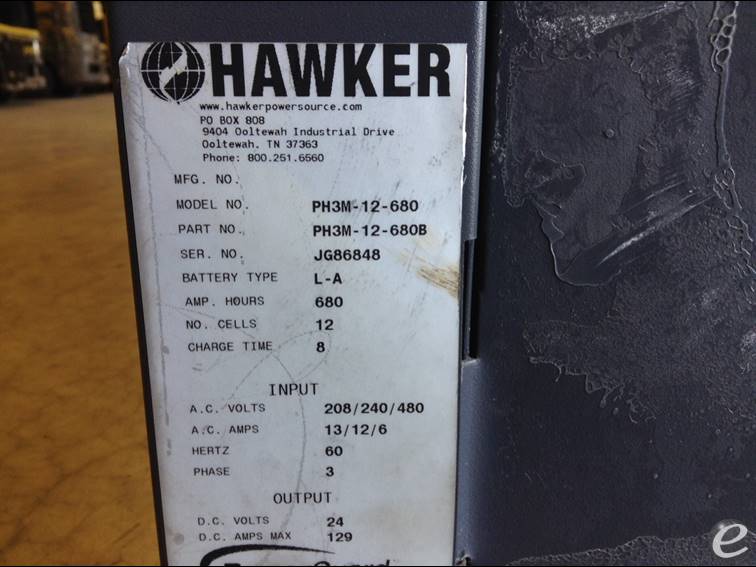 HAWKER
www.hawkerpowersource.com
PO BOX 808
9404 Ooltewah Industrial Drive
Ooltewah, TN 37363
Phone: 800.251.6560
MFG. NO.
MODEL NO. PH3M-12-680
PART NO. PH3M-12-680B
SER. NO. JG86848
BATTERY TYPE L-A
AMP. HOURS 680
NO. CELLS 12
CHARGE TIME 8
INPUT
A.C. VOLTS 208/240/480
A.C. AMPS 13/12/6
HERTZ 60
PHASE 3
OUTPUT
D.C. VOLTS 24
D.C. AMPS MAX 129
e